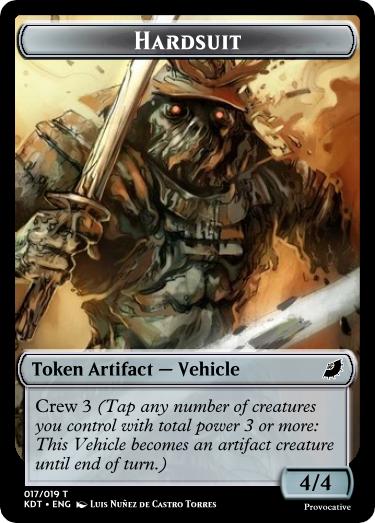 Hardsuit
Token Artifact — Vehicle
Crew 3 (Tap any number of creatures
you control with total power 3 or more:
This Vehicle becomes an artifact creature
until end of turn.)
4/4
017/019 T
KDT • ENG Luis Nuñez de Castro Torres
Provocative